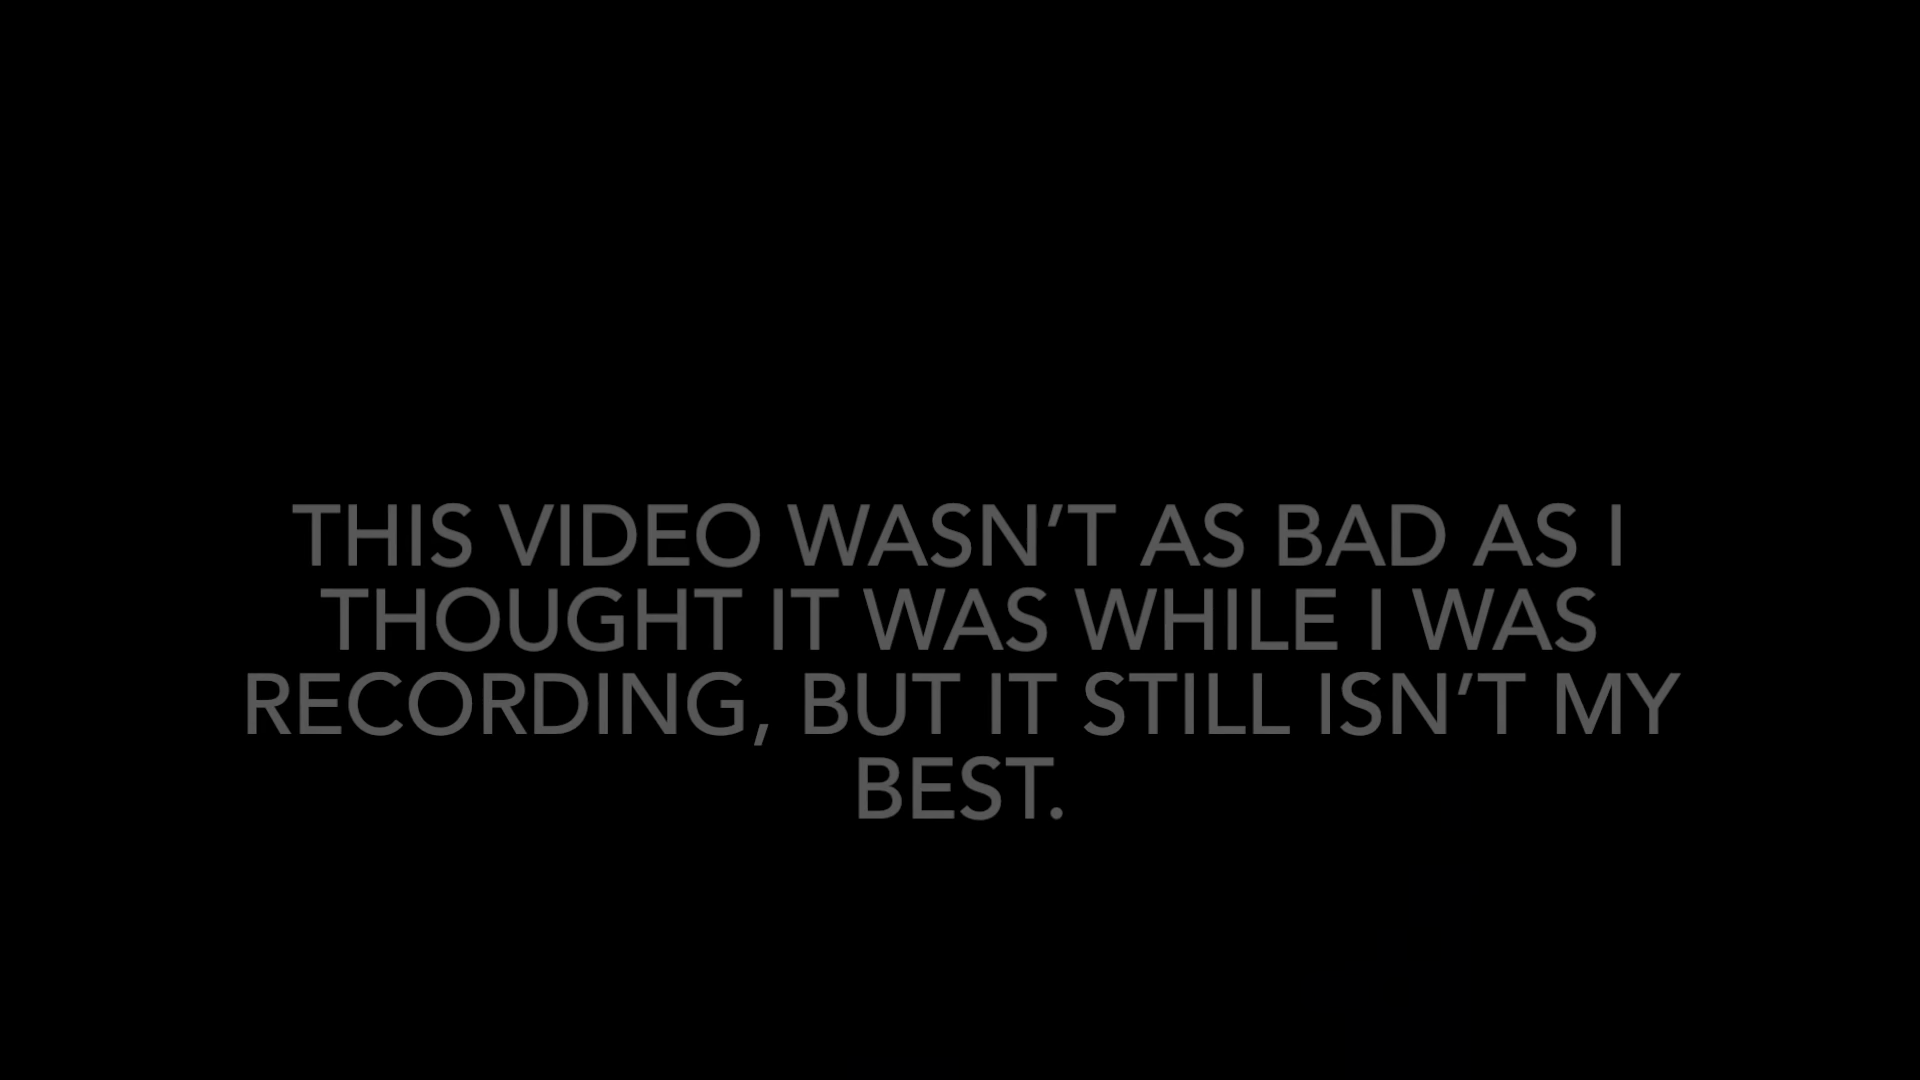 THIS VIDEO WASN’T AS BAD AS I
THOUGHT IT WAS WHILE I WAS
RECORDING, BUT IT STILL ISN’T MY
BEST.